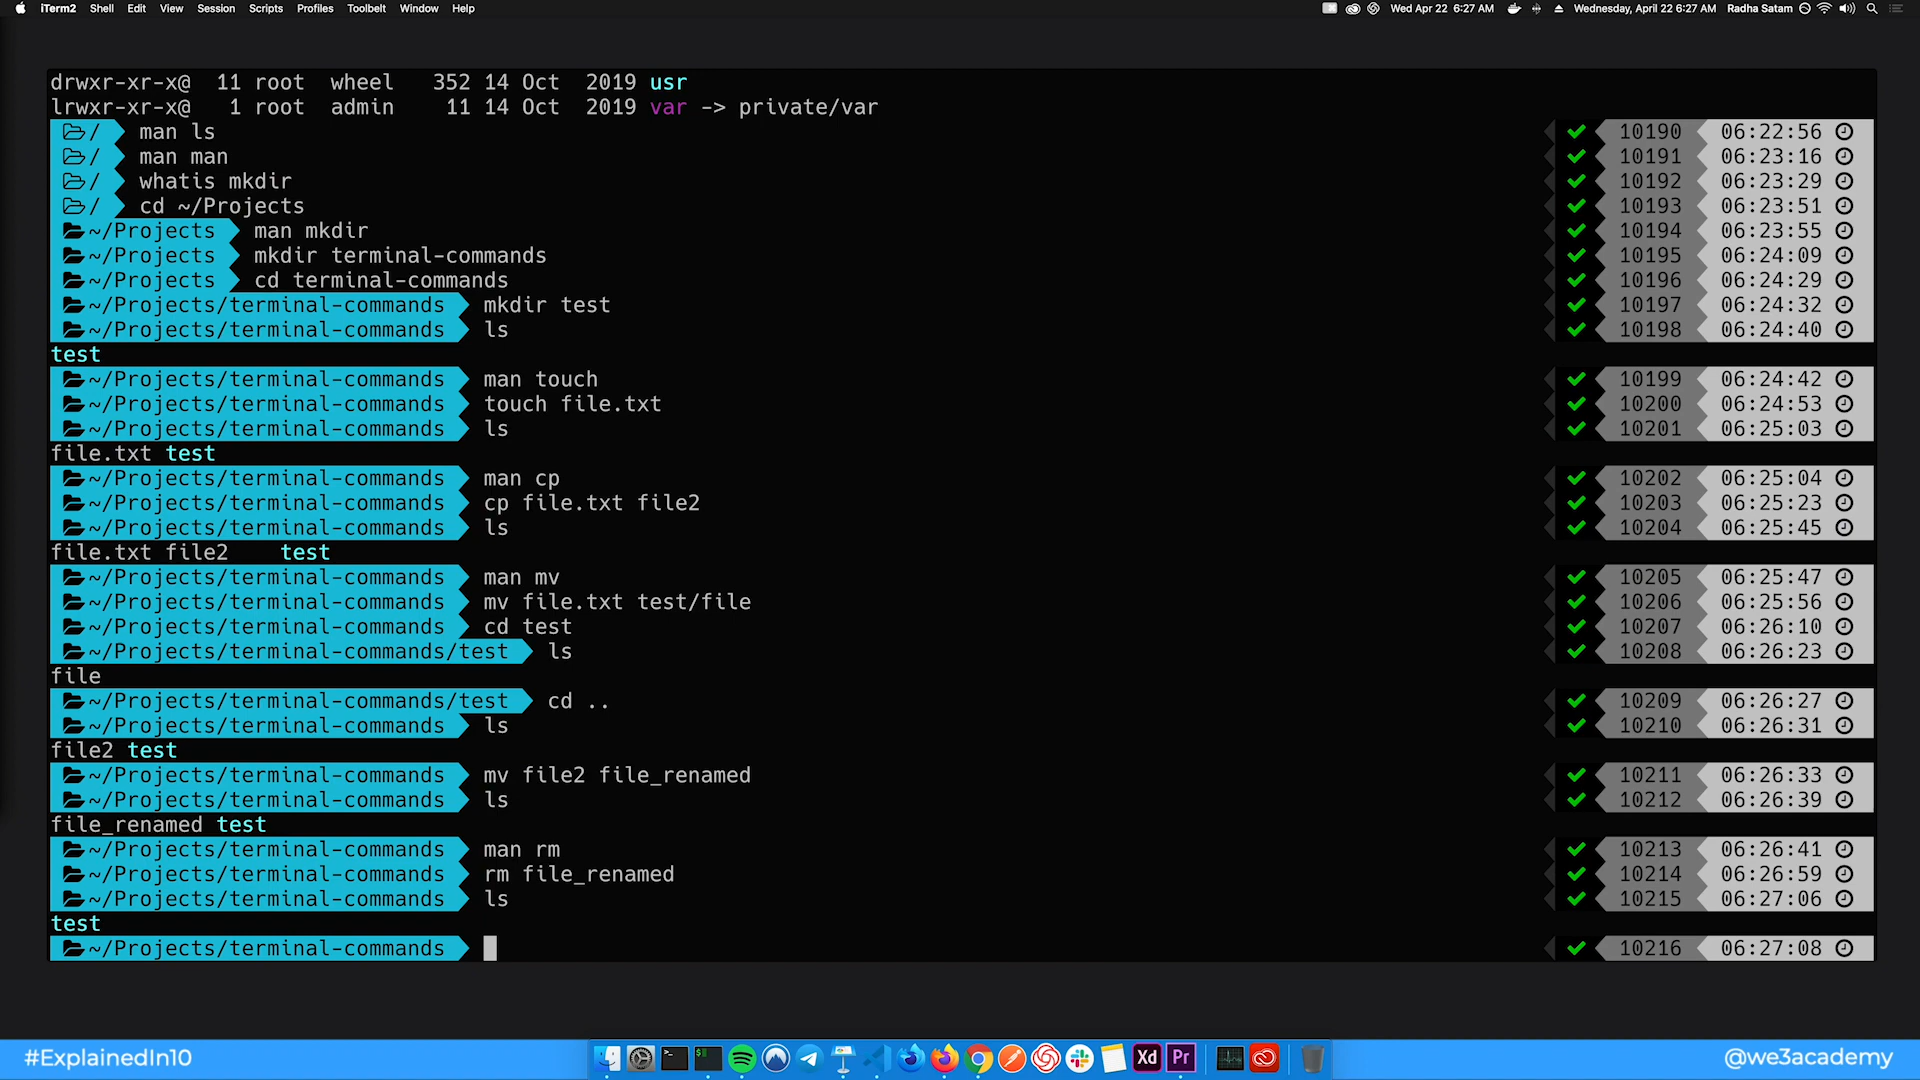 iTerm2 Shell Edit View Session Scripts Profiles Toolbelt Window Help Wed Apr 22 6:27 AM Wednesday, April 22 6:27 AM Radha Satam
drwxr-xr-x@ 11 root wheel 352 14 Oct 2019 usr
lrwxr-xr-x@ 1 root admin 11 14 Oct 2019 var -> private/var
/ man ls 10190 06:22:56
/ man man 10191 06:23:16
/ whatis mkdir 10192 06:23:29
/ cd ~/Projects 10193 06:23:51
~/Projects man mkdir 10194 06:23:55
~/Projects mkdir terminal-commands 10195 06:24:09
~/Projects cd terminal-commands 10196 06:24:29
~/Projects/terminal-commands mkdir test 10197 06:24:32
~/Projects/terminal-commands ls 10198 06:24:40
test
~/Projects/terminal-commands man touch 10199 06:24:42
~/Projects/terminal-commands touch file.txt 10200 06:24:53
~/Projects/terminal-commands ls 10201 06:25:03
file.txt test
~/Projects/terminal-commands man cp 10202 06:25:04
~/Projects/terminal-commands cp file.txt file2 10203 06:25:23
~/Projects/terminal-commands ls 10204 06:25:45
file.txt file2 test
~/Projects/terminal-commands man mv 10205 06:25:47
~/Projects/terminal-commands mv file.txt test/file 10206 06:25:56
~/Projects/terminal-commands cd test 10207 06:26:10
~/Projects/terminal-commands/test ls 10208 06:26:23
file
~/Projects/terminal-commands/test cd .. 10209 06:26:27
~/Projects/terminal-commands ls 10210 06:26:31
file2 test
~/Projects/terminal-commands mv file2 file_renamed 10211 06:26:33
~/Projects/terminal-commands ls 10212 06:26:39
file_renamed test
~/Projects/terminal-commands man rm 10213 06:26:41
~/Projects/terminal-commands rm file_renamed 10214 06:26:59
~/Projects/terminal-commands ls 10215 06:27:06
test
~/Projects/terminal-commands 10216 06:27:08
#ExplainedIn10 Xd Pr @we3academy